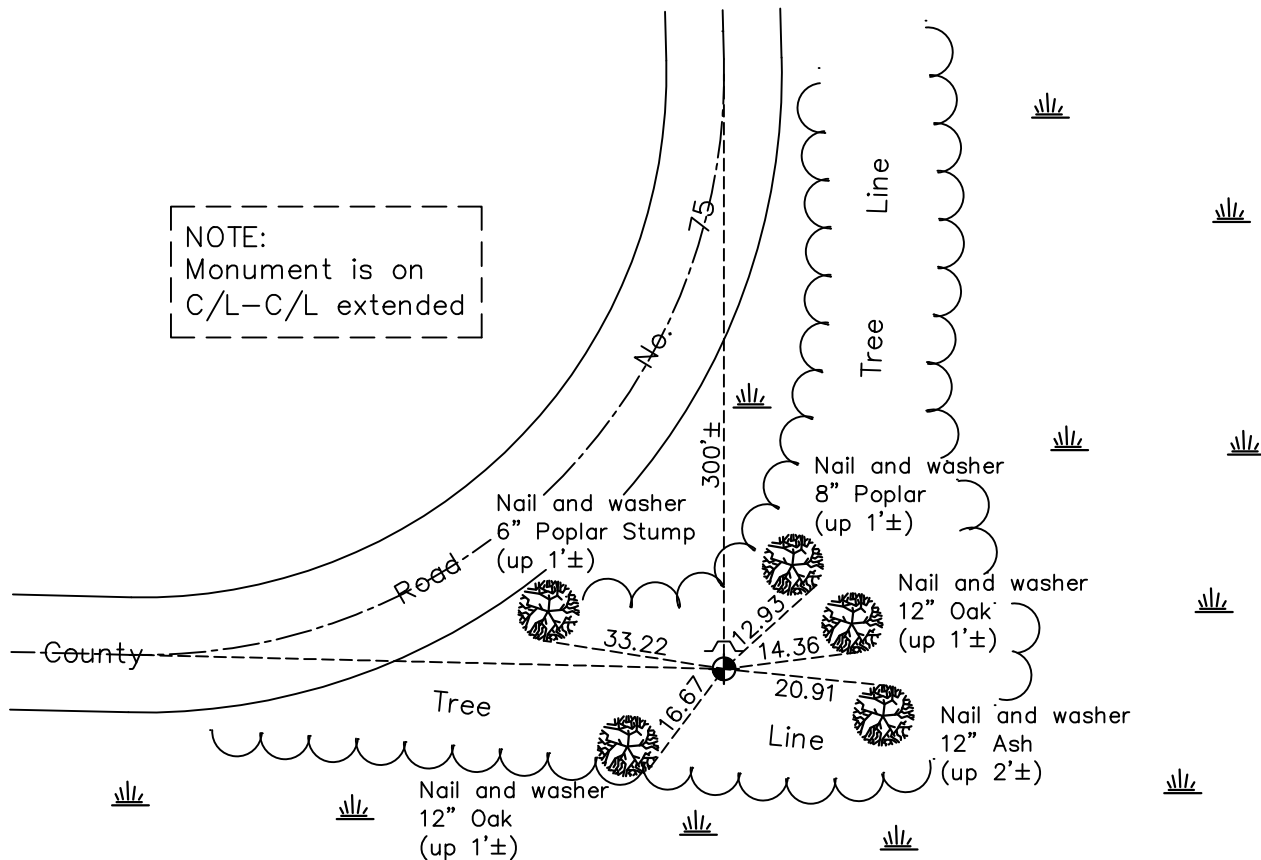 75
Line
NOTE:
Monument is on
C/L-C/L extended
No.
Tree
300'±
Nail and washer
8" Poplar
(up 1'±)
Nail and washer
6" Poplar Stump
(up 1'±)
Road
Nail and washer
12" Oak
(up 1'±)
County
33.22
12.93
14.36
20.91
16.67
Tree
Line
Nail and washer
12" Ash
(up 2'±)
Nail and washer
12" Oak
(up 1'±)